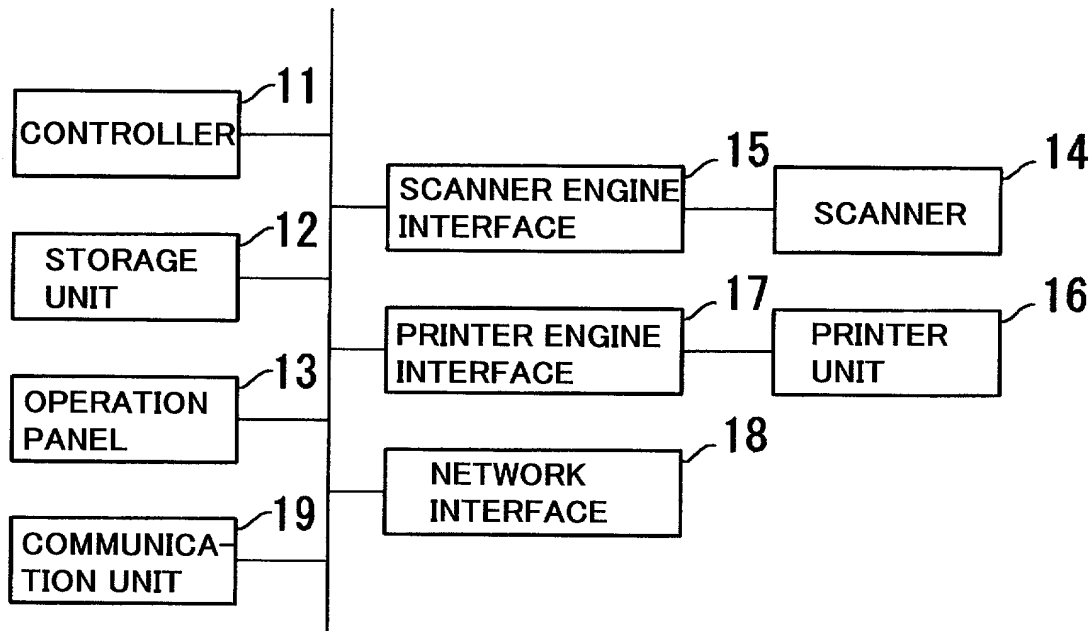 11
CONTROLLER
12
STORAGE
UNIT
13
OPERATION
PANEL
19
COMMUNICA-
TION UNIT
15
SCANNER ENGINE
INTERFACE
14
SCANNER
17
PRINTER ENGINE
INTERFACE
16
PRINTER
UNIT
18
NETWORK
INTERFACE